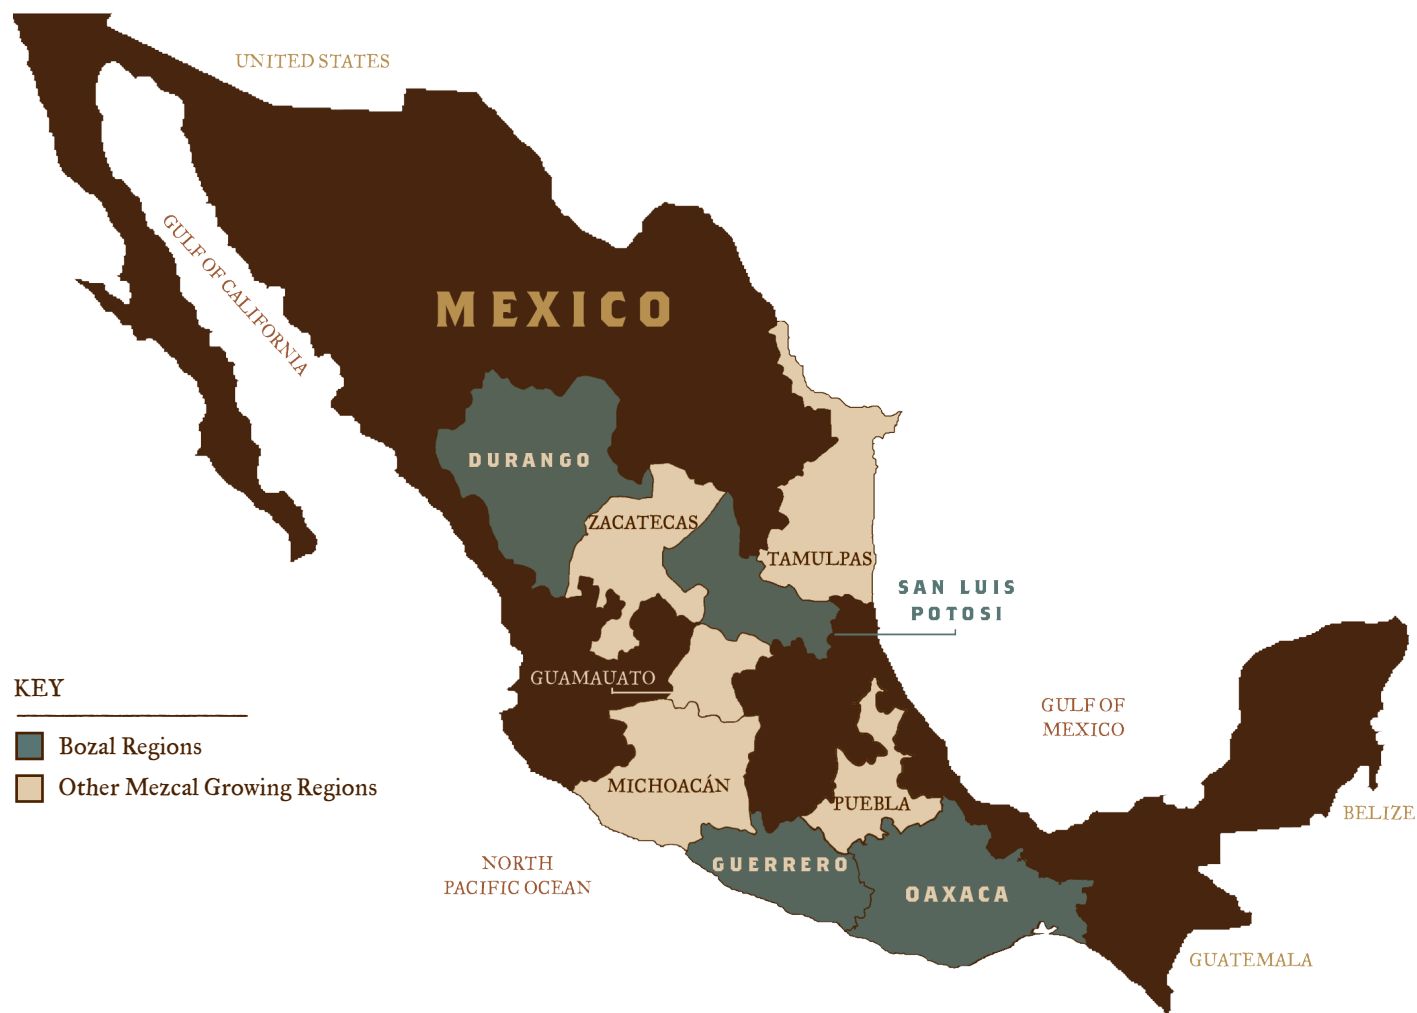 UNITED STATES
GULF OF CALIFORNIA
MEXICO
DURANGO
ZACATECAS
TAMULPAS
SAN LUIS
POTOSI
GUAMAUATO
KEY
Bozal Regions
Other Mezcal Growing Regions
GULF OF
MEXICO
MICHOACÁN
PUEBLA
BELIZE
NORTH
PACIFIC OCEAN
GUERRERO
OAXACA
GUATEMALA